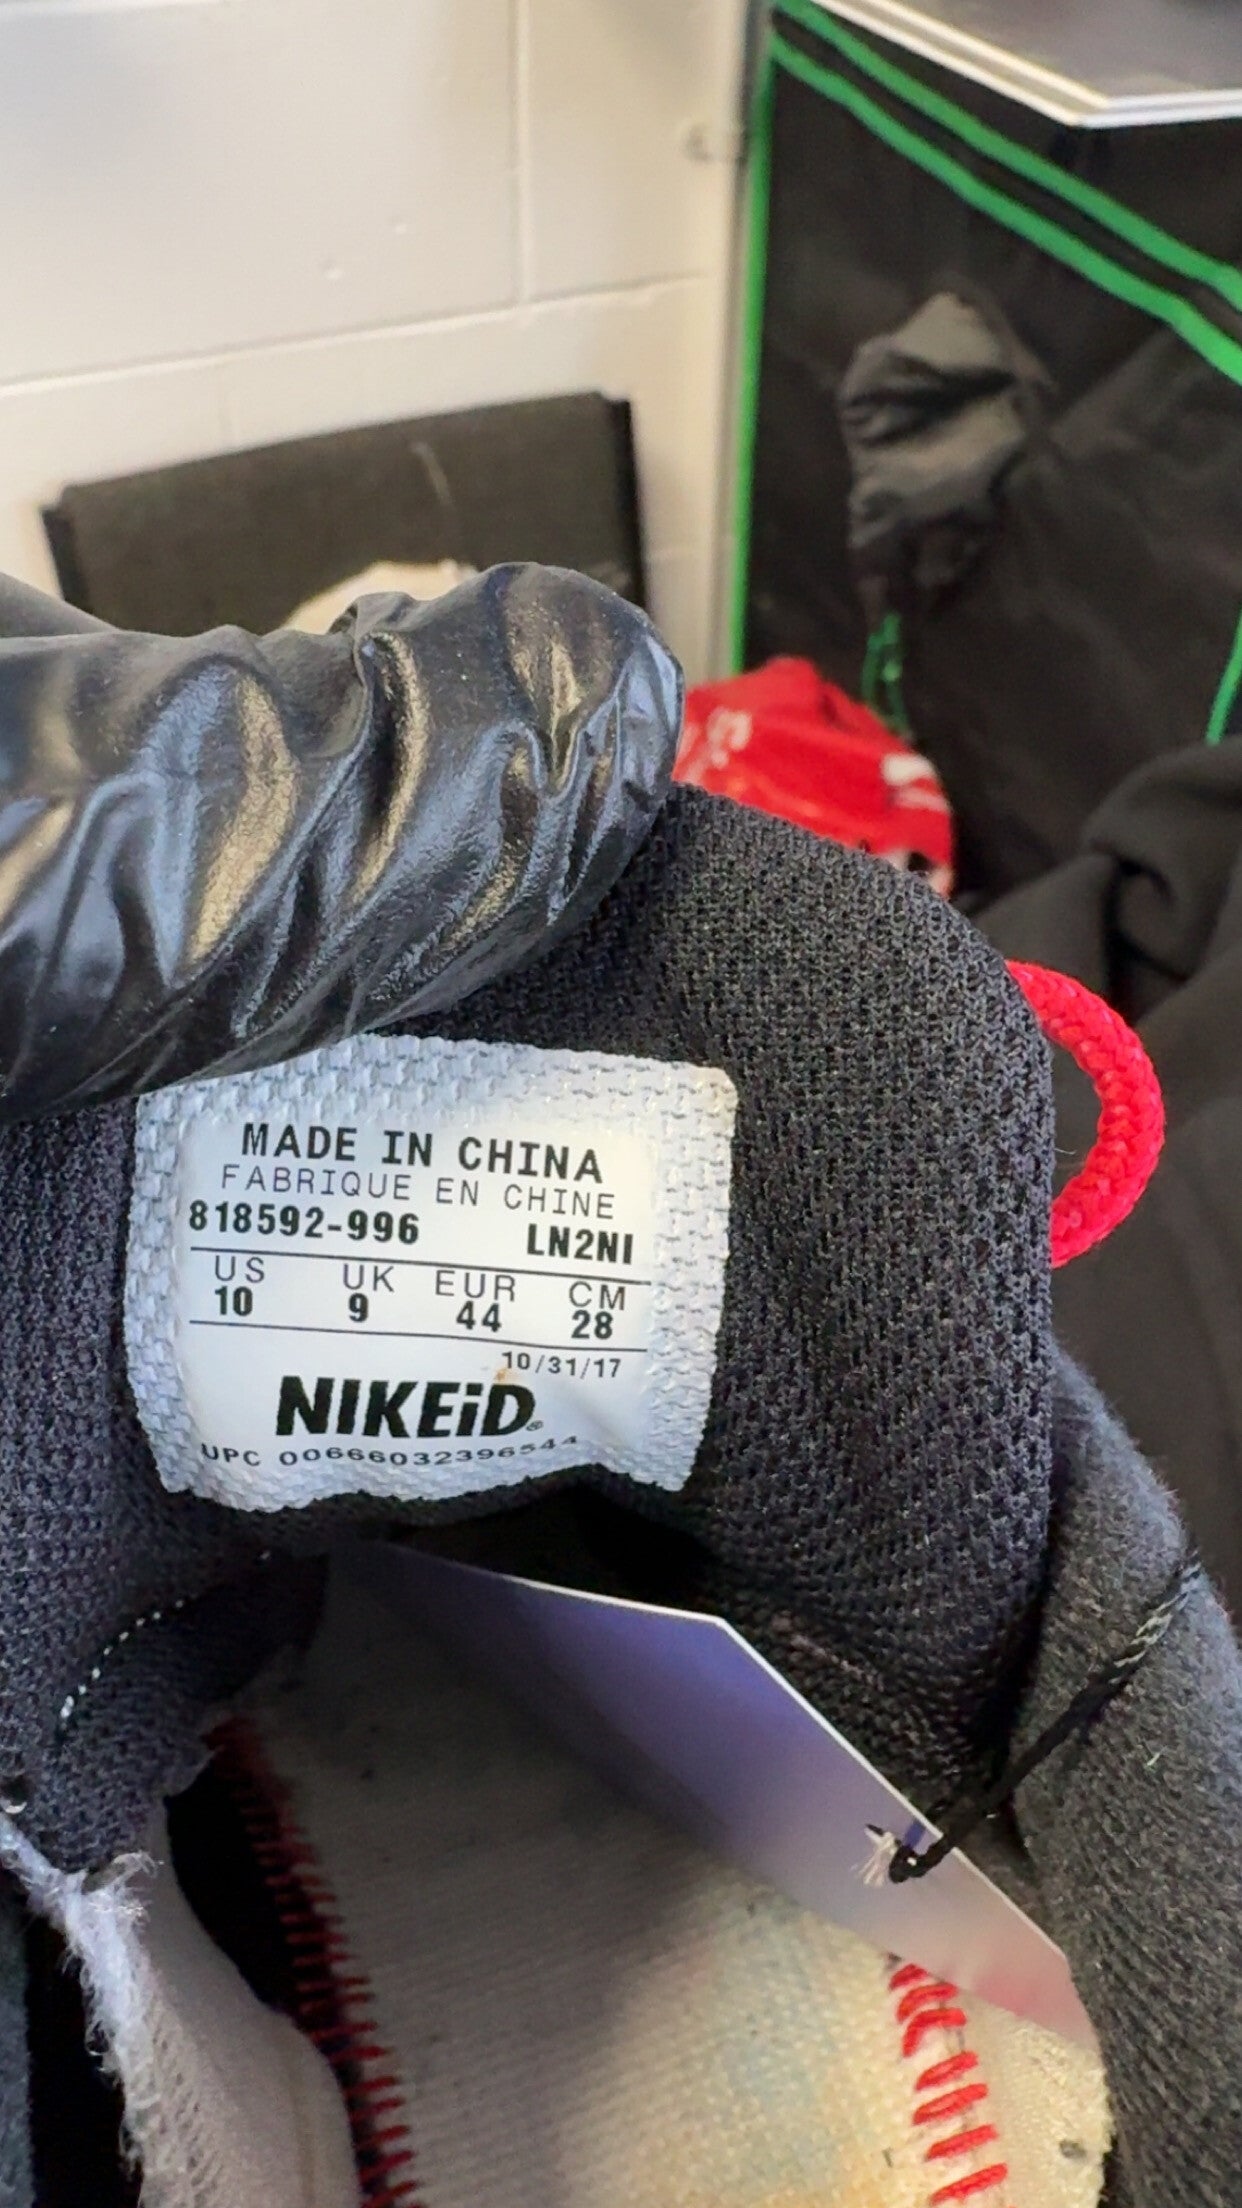 MADE IN CHINA
FABRIQUE EN CHINE
818592-996 LN2NI
US UK EUR CM
10 9 44 28
10/31/17
NIKEiD®
UPC 00666032396544